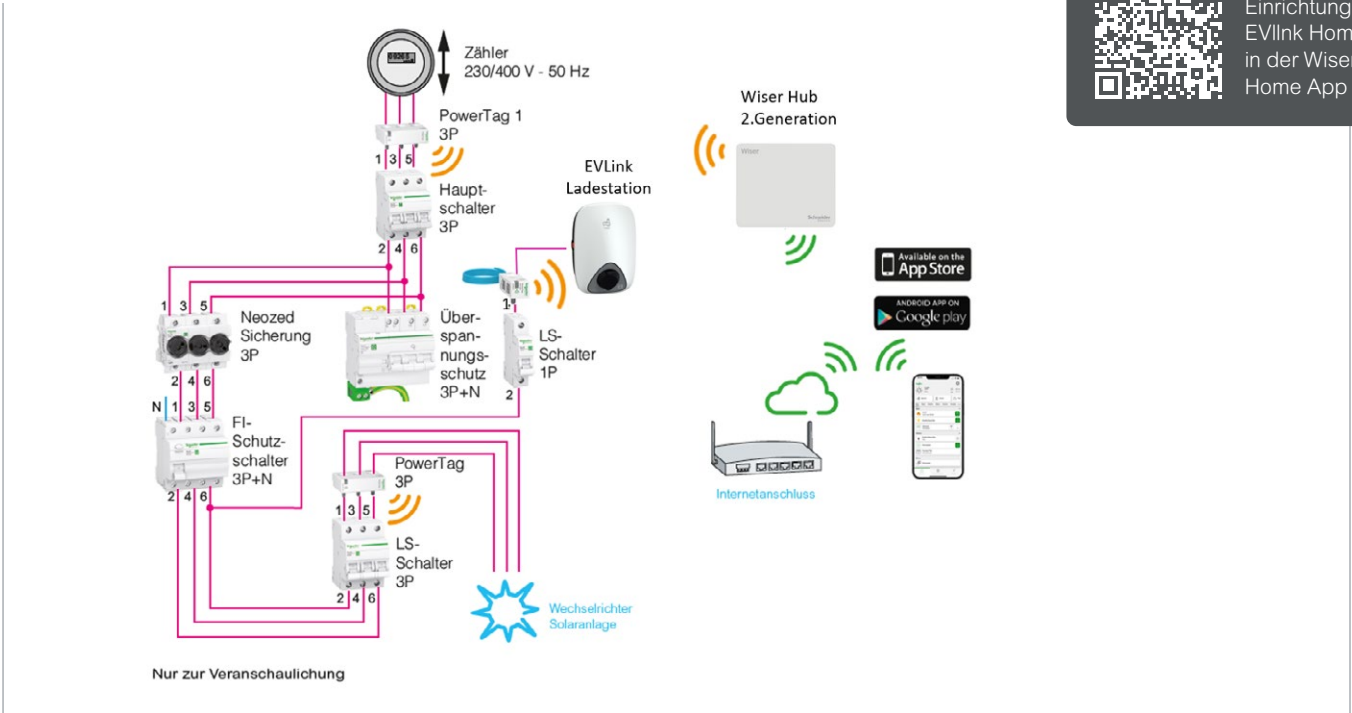 Einrichtung
EVlInk Hom
in der Wiser
Home App
Zähler
230/400 V - 50 Hz
PowerTag 1
3P
1 3 5
Haupt-
schalter
3P
2 4 6
EVLink
Ladestation
Wiser Hub
2.Generation
Wiser
Schneider
Available on the
App Store
ANDROID APP ON
Google play
1 3 5
Neozed
Sicherung
3P
2 4 6
Über-
span-
nungs-
schutz
3P+N
1
LS-
Schalter
1P
2
N 1 3 5
FI-
Schutz-
schalter
3P+N
2 4 6
PowerTag
3P
1 3 5
LS-
Schalter
3P
2 4 6
Wechselrichter
Solaranlage
Internetanschluss
Nur zur Veranschaulichung